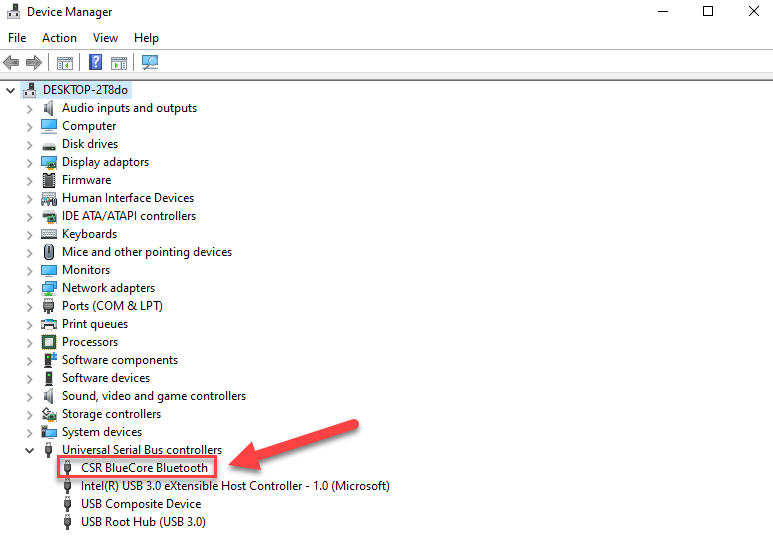 Device Manager
File Action View Help
DESKTOP-2T8do
Audio inputs and outputs
Computer
Disk drives
Display adaptors
Firmware
Human Interface Devices
IDE ATA/ATAPI controllers
Keyboards
Mice and other pointing devices
Monitors
Network adapters
Ports (COM & LPT)
Print queues
Processors
Software components
Software devices
Sound, video and game controllers
Storage controllers
System devices
Universal Serial Bus controllers
CSR BlueCore Bluetooth
Intel(R) USB 3.0 eXtensible Host Controller - 1.0 (Microsoft)
USB Composite Device
USB Root Hub (USB 3.0)